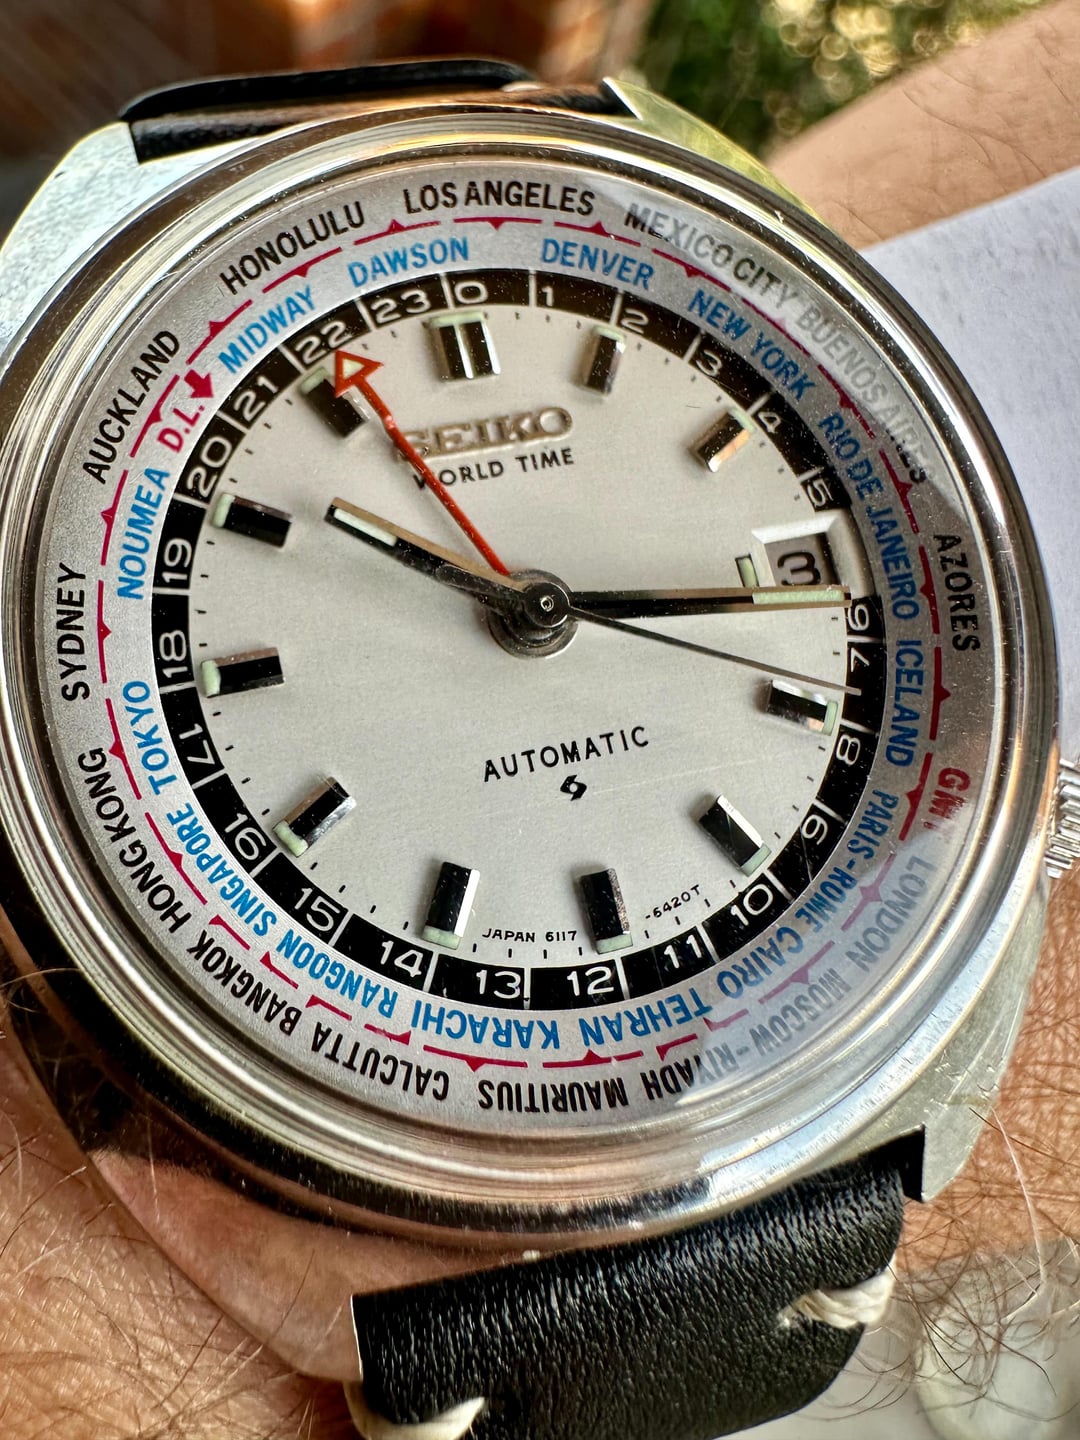 LOS ANGELES
MEXICO CITY
BUENOS AIRES
AZORES
GMT
LONDON
MOSCOW-RIYADH
MAURITIUS
CALCUTTA
BANGKOK
HONG KONG
SYDNEY
AUCKLAND
HONOLULU
DAWSON
DENVER
NEW YORK
RIO DE JANEIRO
ICELAND
PARIS-ROME
CAIRO
TEHRAN
KARACHI
RANGOON
SINGAPORE
TOKYO
NOUMEA
D.L.
MIDWAY
0
1
2
3
4
5
6
7
8
9
10
11
12
13
14
15
16
17
18
19
20
21
22
23
SEIKO
WORLD TIME
3
AUTOMATIC
JAPAN 6117
-6420T